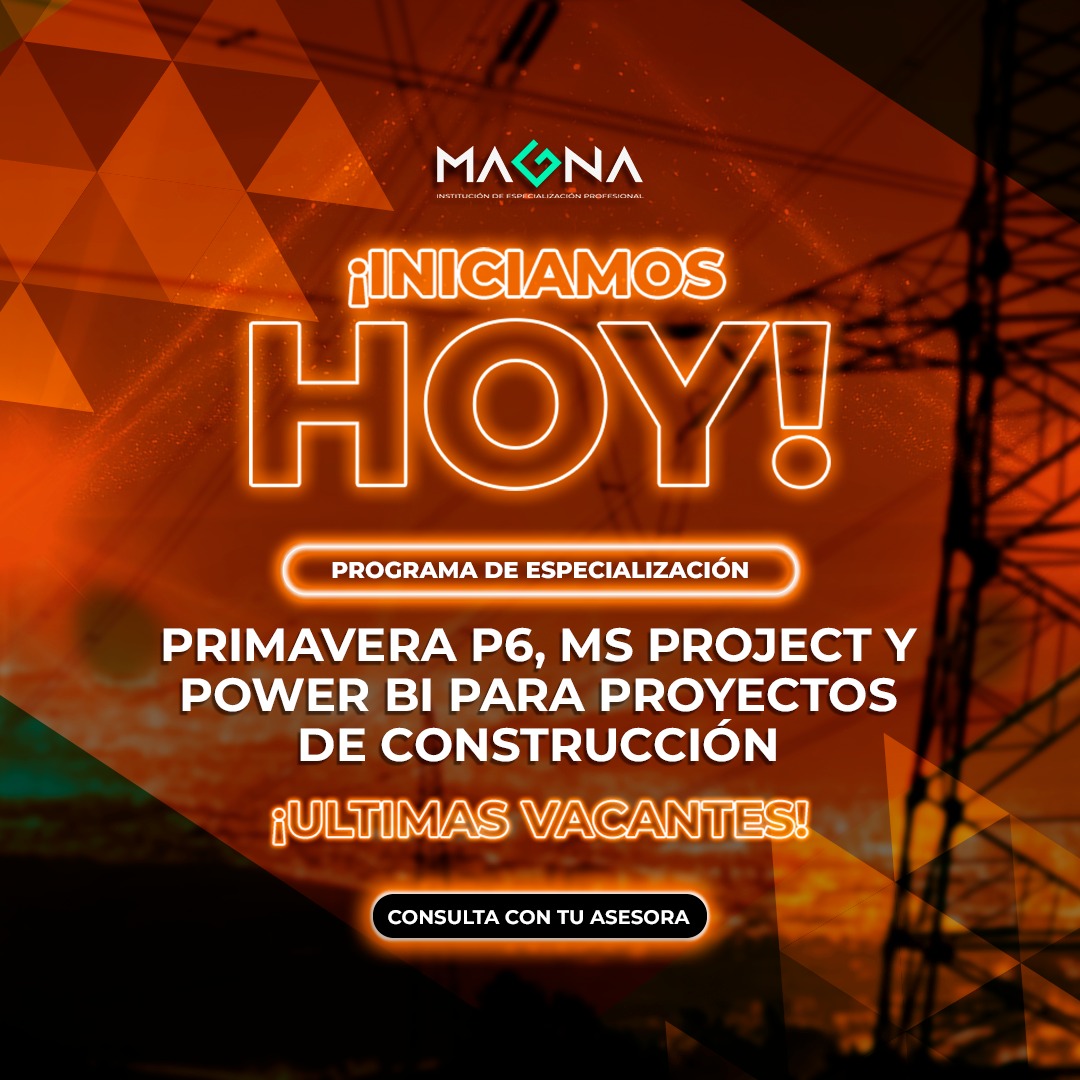 MAGNA
INSTITUCIÓN DE ESPECIALIZACIÓN PROFESIONAL
¡INICIAMOS
HOY!
PROGRAMA DE ESPECIALIZACIÓN
PRIMAVERA P6, MS PROJECT Y
POWER BI PARA PROYECTOS
DE CONSTRUCCIÓN
¡ULTIMAS VACANTES!
CONSULTA CON TU ASESORA